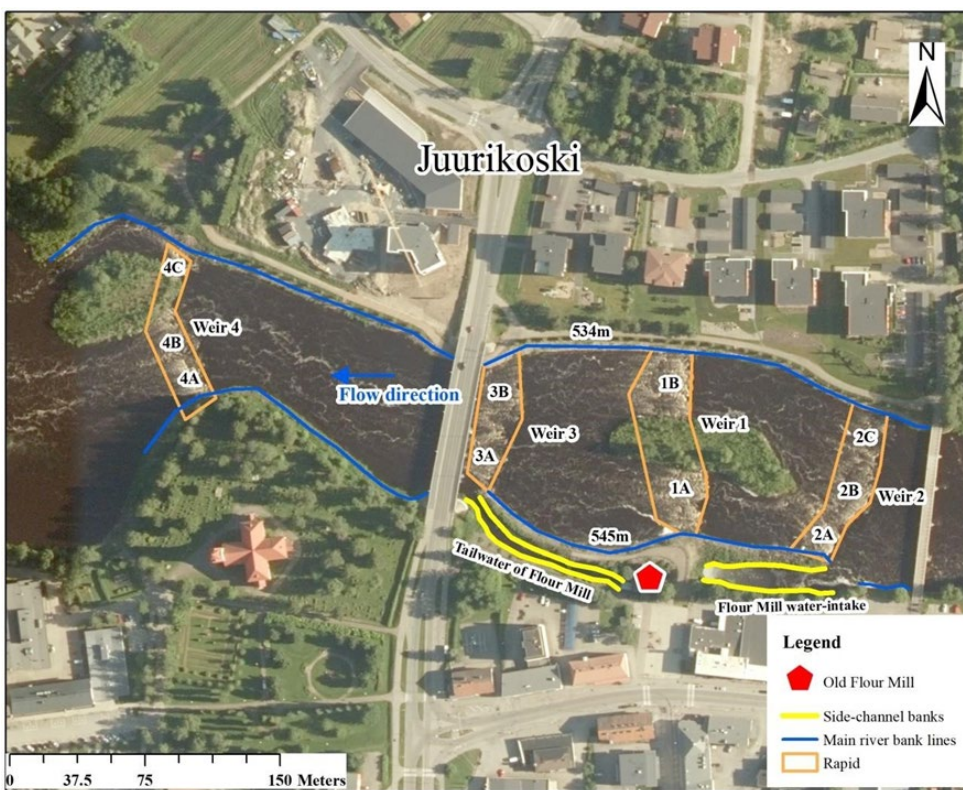 N
Juurikoski
4C
Weir 4
4B
4A
Flow direction
534m
3B
Weir 3
3A
1B
Weir 1
1A
2C
2B
Weir 2
2A
545m
Tailwater of Flour Mill
Flour Mill water-intake
Legend
Old Flour Mill
Side-channel banks
Main river bank lines
Rapid
0 37.5 75 150 Meters